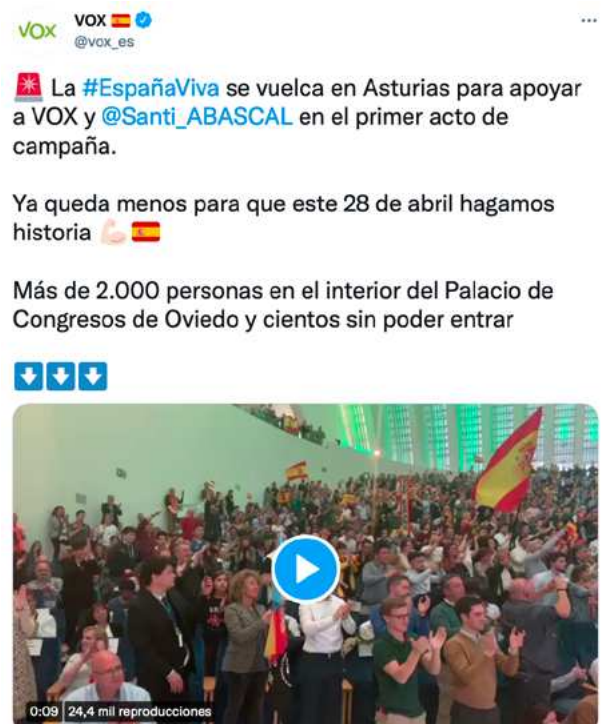 VOX
VOX 🇪🇸
@vox_es
🚨 La #EspañaViva se vuelca en Asturias para apoyar
a VOX y @Santi_ABASCAL en el primer acto de
campaña.
Ya queda menos para que este 28 de abril hagamos
historia 💪🏻🇪🇸
Más de 2.000 personas en el interior del Palacio de
Congresos de Oviedo y cientos sin poder entrar
⬇️⬇️⬇️
0:09 24,4 mil reproducciones